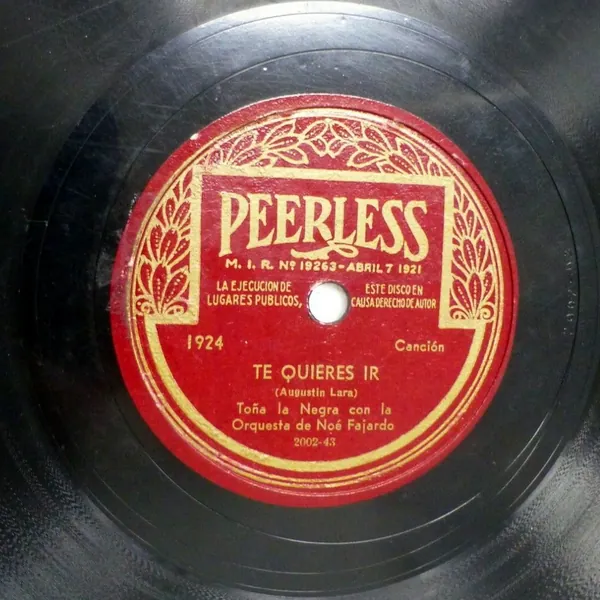 PEERLESS
M. I. R. Nº 19263-ABRIL 7 1921
LA EJECUCION DE LUGARES PUBLICOS,
ESTE DISCO EN CAUSA DERECHO DE AUTOR
1924
Canción
TE QUIERES IR
(Augustin Lara)
Toña la Negra con la
Orquesta de Noé Fajardo
2002-43